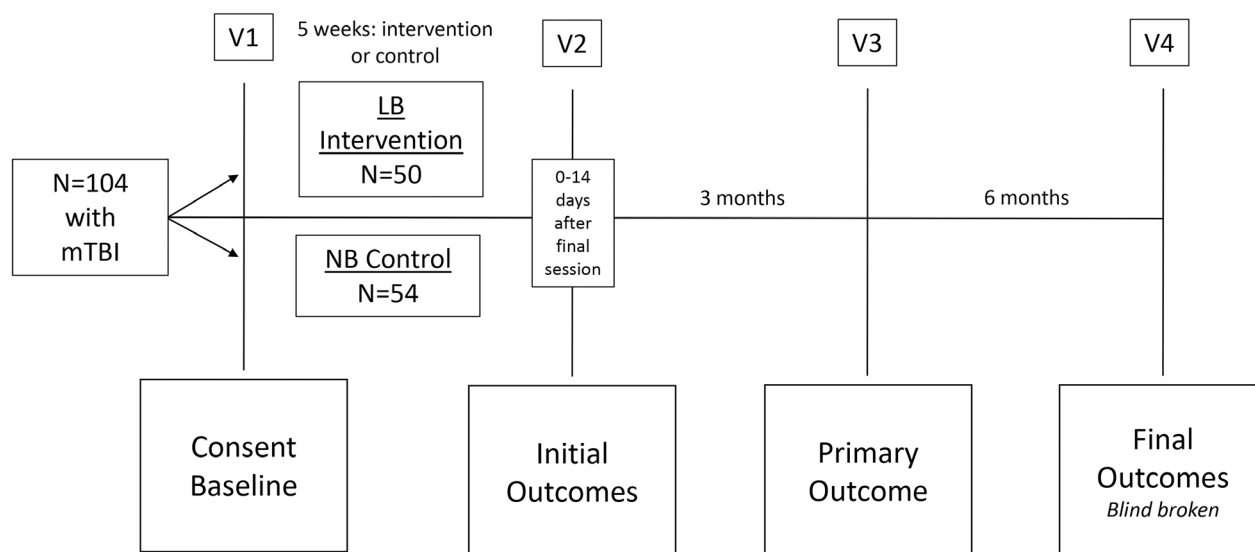 V1
5 weeks: intervention
or control
V2
V3
V4
LB
Intervention
N=50
N=104
with
mTBI
0-14
days
after
final
session
3 months
6 months
NB Control
N=54
Consent
Baseline
Initial
Outcomes
Primary
Outcome
Final
Outcomes
Blind broken